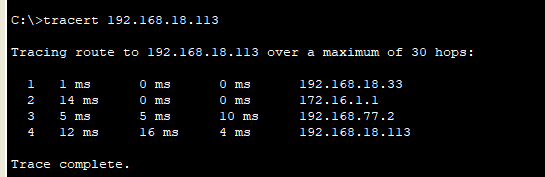 C:\>tracert 192.168.18.113
Tracing route to 192.168.18.113 over a maximum of 30 hops:
1 1 ms 0 ms 0 ms 192.168.18.33
2 14 ms 0 ms 0 ms 172.16.1.1
3 5 ms 5 ms 10 ms 192.168.77.2
4 12 ms 16 ms 4 ms 192.168.18.113
Trace complete.